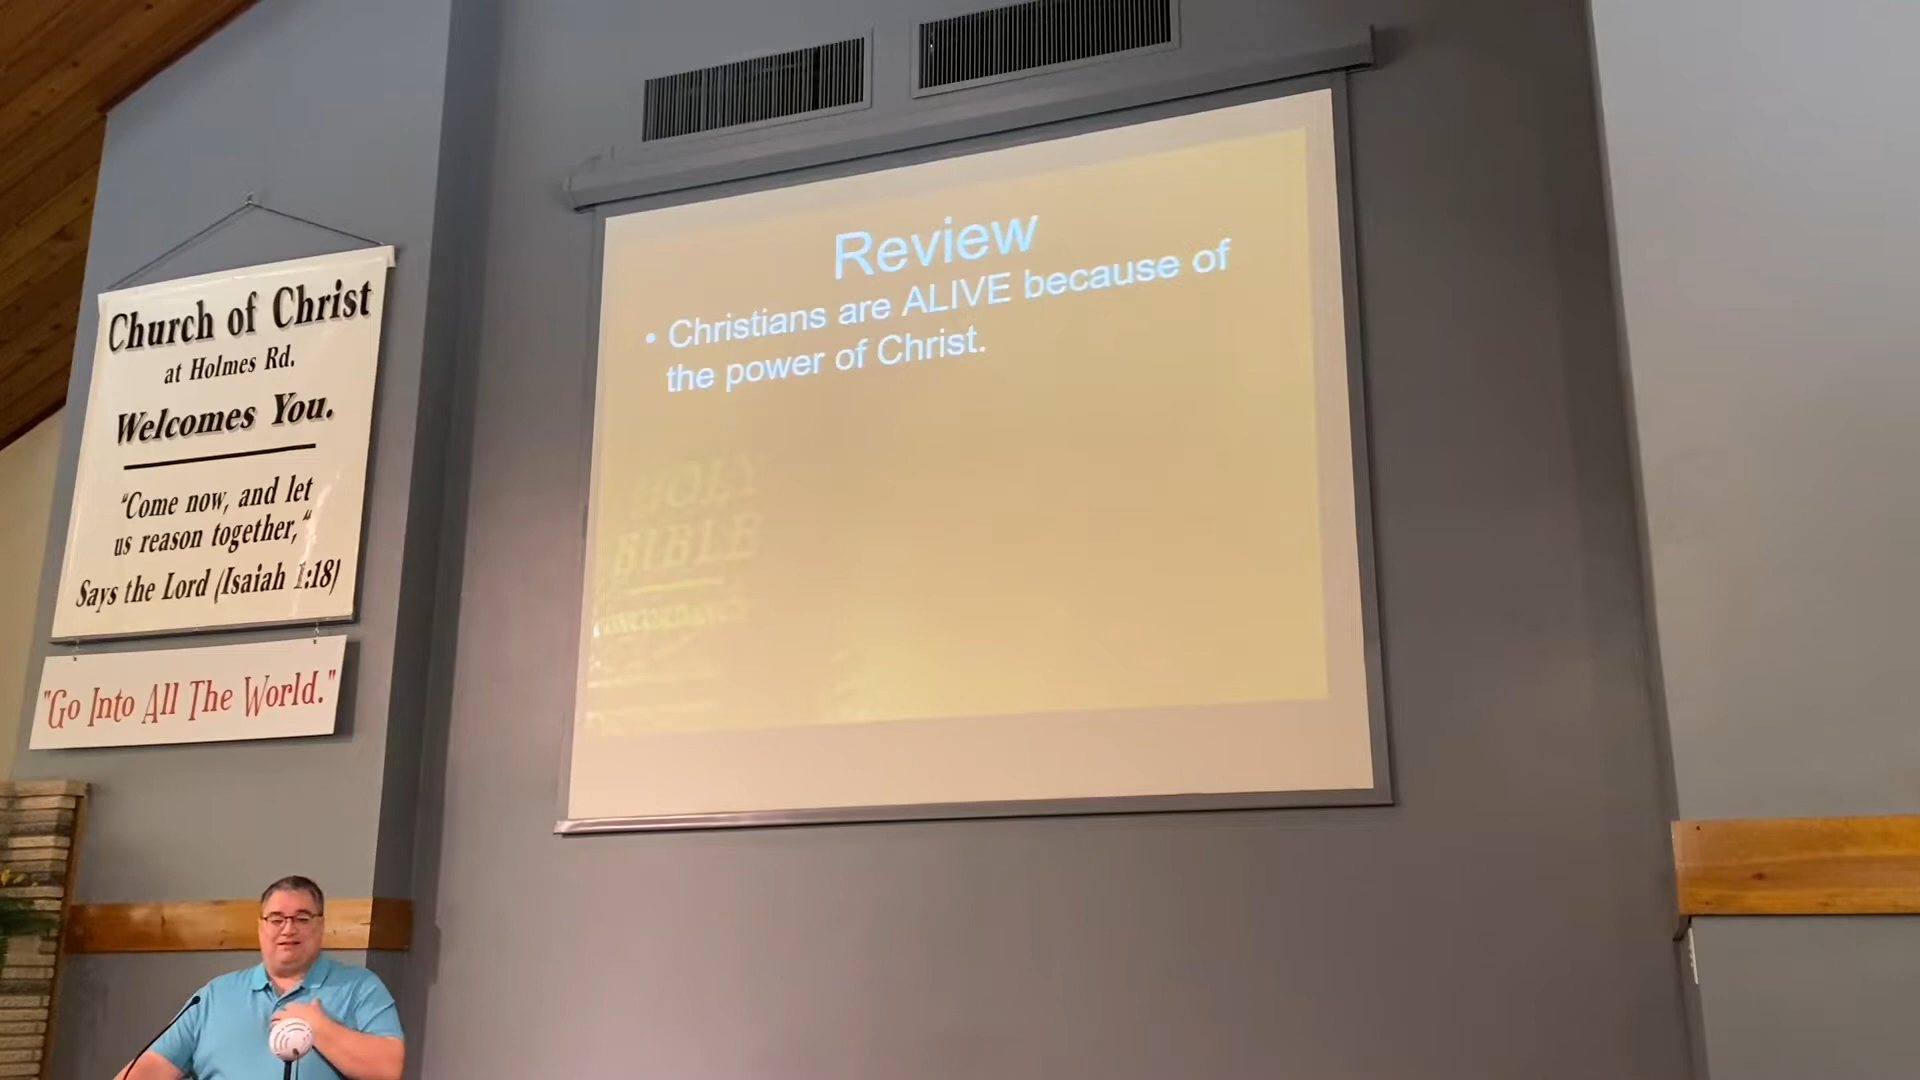 Church of Christ
at Holmes Rd.
Welcomes You.
"Come now, and let
us reason together,"
Says the Lord (Isaiah 1:18)
"Go Into All The World."
Review
• Christians are ALIVE because of
the power of Christ.
HOLY
BIBLE
CONCORDANCE